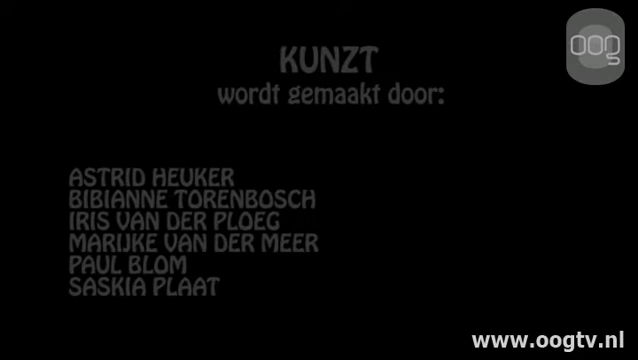 oog
KUNZT
wordt gemaakt door:
ASTRID HEUKER
BIBIANNE TORENBOSCH
IRIS VAN DER PLOEG
MARIJKE VAN DER MEER
PAUL BLOM
SASKIA PLAAT
www.oogtv.nl